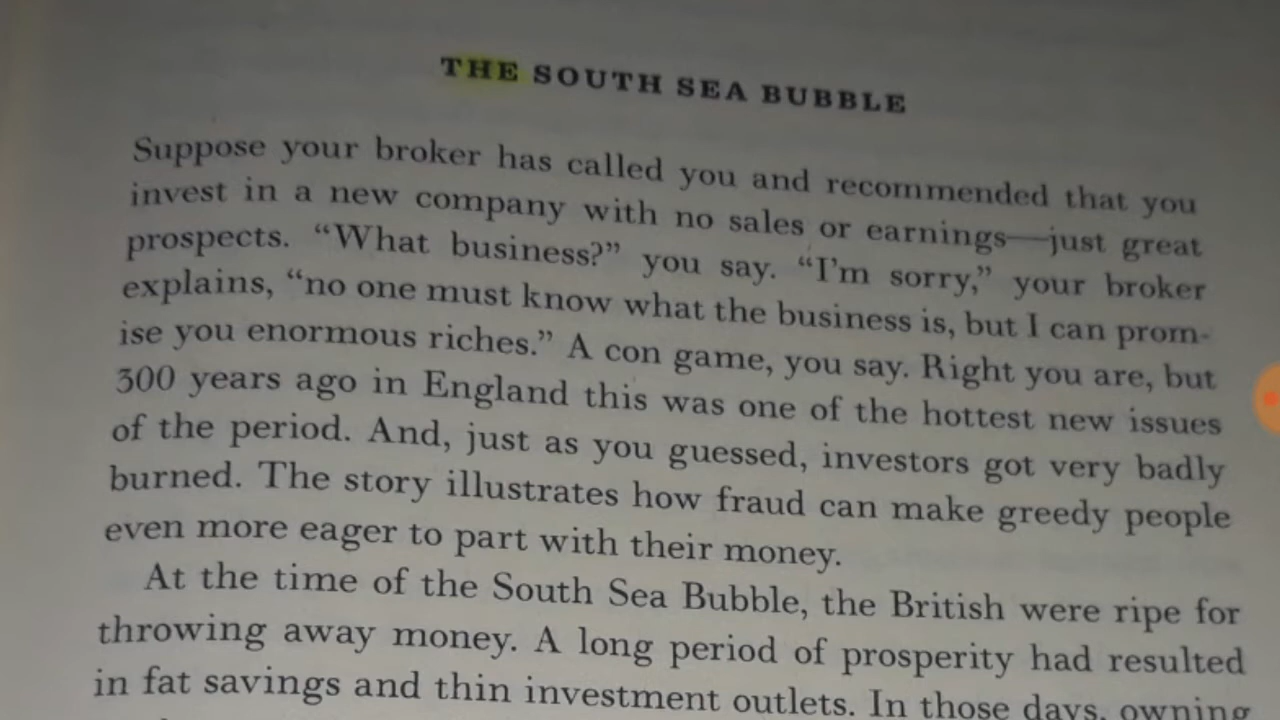 THE SOUTH SEA BUBBLE
Suppose your broker has called you and recommended that you
invest in a new company with no sales or earnings—just great
prospects. “What business?” you say. “I'm sorry,” your broker
explains, “no one must know what the business is, but I can prom-
ise you enormous riches.” A con game, you say. Right you are, but
300 years ago in England this was one of the hottest new issues
of the period. And, just as you guessed, investors got very badly
burned. The story illustrates how fraud can make greedy people
even more eager to part with their money.
At the time of the South Sea Bubble, the British were ripe for
throwing away money. A long period of prosperity had resulted
in fat savings and thin investment outlets. In those days, owning